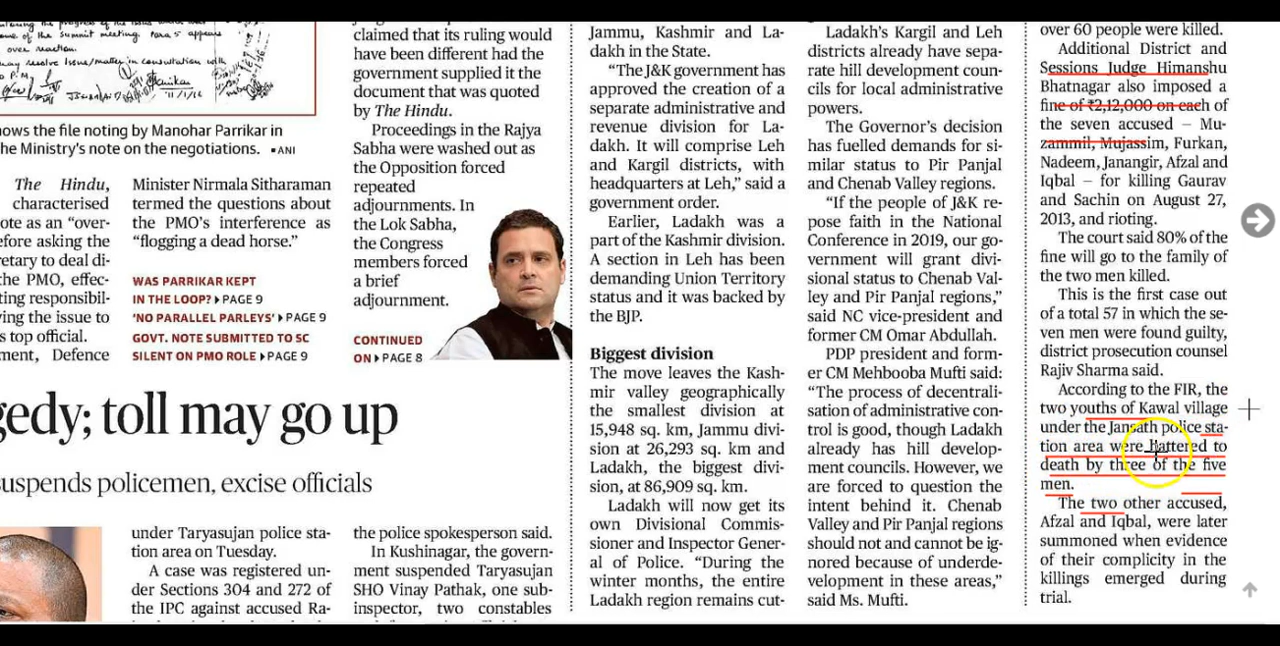 over reaction.
nows the file noting by Manohar Parrikar in
he Ministry's note on the negotiations. ▪ANI
The Hindu,
characterised
ote as an “over-
efore asking the
retary to deal di-
the PMO, effec-
ting responsibil-
ving the issue to
s top official.
ment, Defence
Minister Nirmala Sitharaman
termed the questions about
the PMO's interference as
“flogging a dead horse.”
WAS PARRIKAR KEPT
IN THE LOOP? ▸ PAGE 9
‘NO PARALLEL PARLEYS’ ▸ PAGE 9
GOVT. NOTE SUBMITTED TO SC
SILENT ON PMO ROLE ▸PAGE 9
claimed that its ruling would
have been different had the
government supplied it the
document that was quoted
by The Hindu.
Proceedings in the Rajya
Sabha were washed out as
the Opposition forced
repeated
adjournments. In
the Lok Sabha,
the Congress
members forced
a brief
adjournment.
CONTINUED
ON ▸ PAGE 8
gedy; toll may go up
suspends policemen, excise officials
under Taryasujan police sta-
tion area on Tuesday.
A case was registered un-
der Sections 304 and 272 of
the IPC against accused Ra-
the police spokesperson said.
In Kushinagar, the govern-
ment suspended Taryasujan
SHO Vinay Pathak, one sub-
inspector, two constables
Jammu, Kashmir and La-
dakh in the State.
“The J&K government has
approved the creation of a
separate administrative and
revenue division for La-
dakh. It will comprise Leh
and Kargil districts, with
headquarters at Leh,” said a
government order.
Earlier, Ladakh was a
part of the Kashmir division.
A section in Leh has been
demanding Union Territory
status and it was backed by
the BJP.
Biggest division
The move leaves the Kash-
mir valley geographically
the smallest division at
15,948 sq. km, Jammu divi-
sion at 26,293 sq. km and
Ladakh, the biggest divi-
sion, at 86,909 sq. km.
Ladakh will now get its
own Divisional Commis-
sioner and Inspector Gener-
al of Police. “During the
winter months, the entire
Ladakh region remains cut-
Ladakh's Kargil and Leh
districts already have sepa-
rate hill development coun-
cils for local administrative
powers.
The Governor's decision
has fuelled demands for si-
milar status to Pir Panjal
and Chenab Valley regions.
“If the people of J&K re-
pose faith in the National
Conference in 2019, our go-
vernment will grant divi-
sional status to Chenab Val-
ley and Pir Panjal regions,”
said NC vice-president and
former CM Omar Abdullah.
PDP president and form-
er CM Mehbooba Mufti said:
“The process of decentrali-
sation of administrative con-
trol is good, though Ladakh
already has hill develop-
ment councils. However, we
are forced to question the
intent behind it. Chenab
Valley and Pir Panjal regions
should not and cannot be ig-
nored because of underde-
velopment in these areas,”
said Ms. Mufti.
over 60 people were killed.
Additional District and
Sessions Judge Himanshu
Bhatnagar also imposed a
fine of ₹2,12,000 on each of
the seven accused – Mu-
zammil, Mujassim, Furkan,
Nadeem, Janangir, Afzal and
Iqbal – for killing Gaurav
and Sachin on August 27,
2013, and rioting.
The court said 80% of the
fine will go to the family of
the two men killed.
This is the first case out
of a total 57 in which the se-
ven men were found guilty,
district prosecution counsel
Rajiv Sharma said.
According to the FIR, the
two youths of Kawal village
under the Jansath police sta-
tion area were battered to
death by three of the five
men.
The two other accused,
Afzal and Iqbal, were later
summoned when evidence
of their complicity in the
killings emerged during
trial.